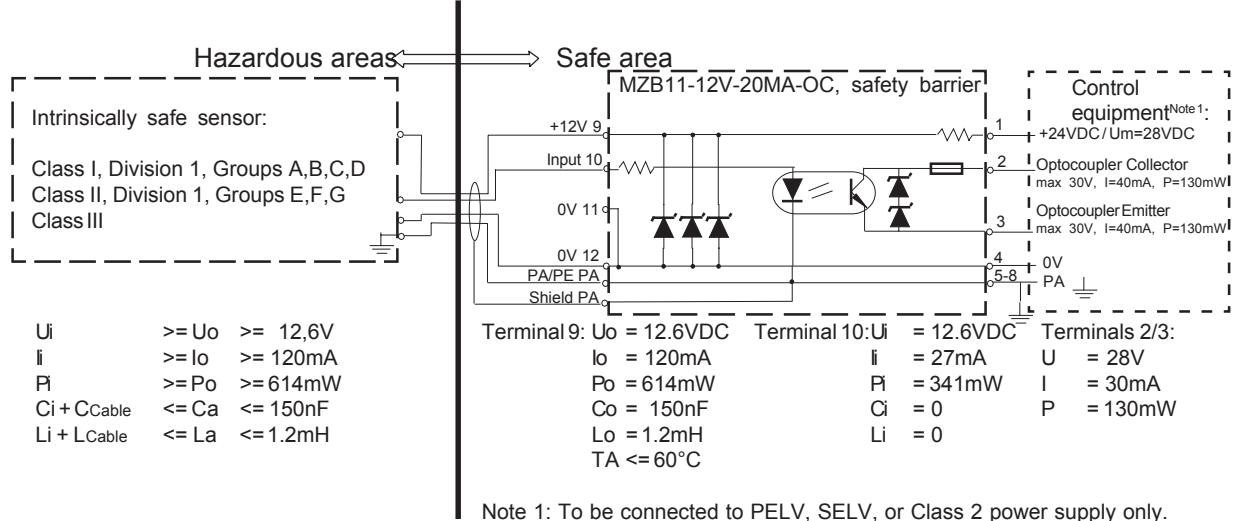 Hazardous areas
Safe area
Intrinsically safe sensor:
Class I, Division 1, Groups A,B,C,D
Class II, Division 1, Groups E,F,G
Class III
MZB11-12V-20MA-OC, safety barrier
+12V 9
Input 10
0V 11
0V 12
PA/PE PA
Shield PA
1
2
3
4
5-8
Control
equipment Note 1:
+24VDC / Um=28VDC
Optocoupler Collector
max 30V, I=40mA, P=130mW
Optocoupler Emitter
max 30V, I=40mA, P=130mW
0V
PA
Ui >= Uo >= 12,6V
Ii >= Io >= 120mA
Pi >= Po >= 614mW
Ci + CCable <= Ca <= 150nF
Li + LCable <= La <= 1.2mH
Terminal 9: Uo = 12.6VDC
Io = 120mA
Po = 614mW
Co = 150nF
Lo = 1.2mH
TA <= 60°C
Terminal 10: Ui = 12.6VDC
Ii = 27mA
Pi = 341mW
Ci = 0
Li = 0
Terminals 2/3:
U = 28V
I = 30mA
P = 130mW
Note 1: To be connected to PELV, SELV, or Class 2 power supply only.